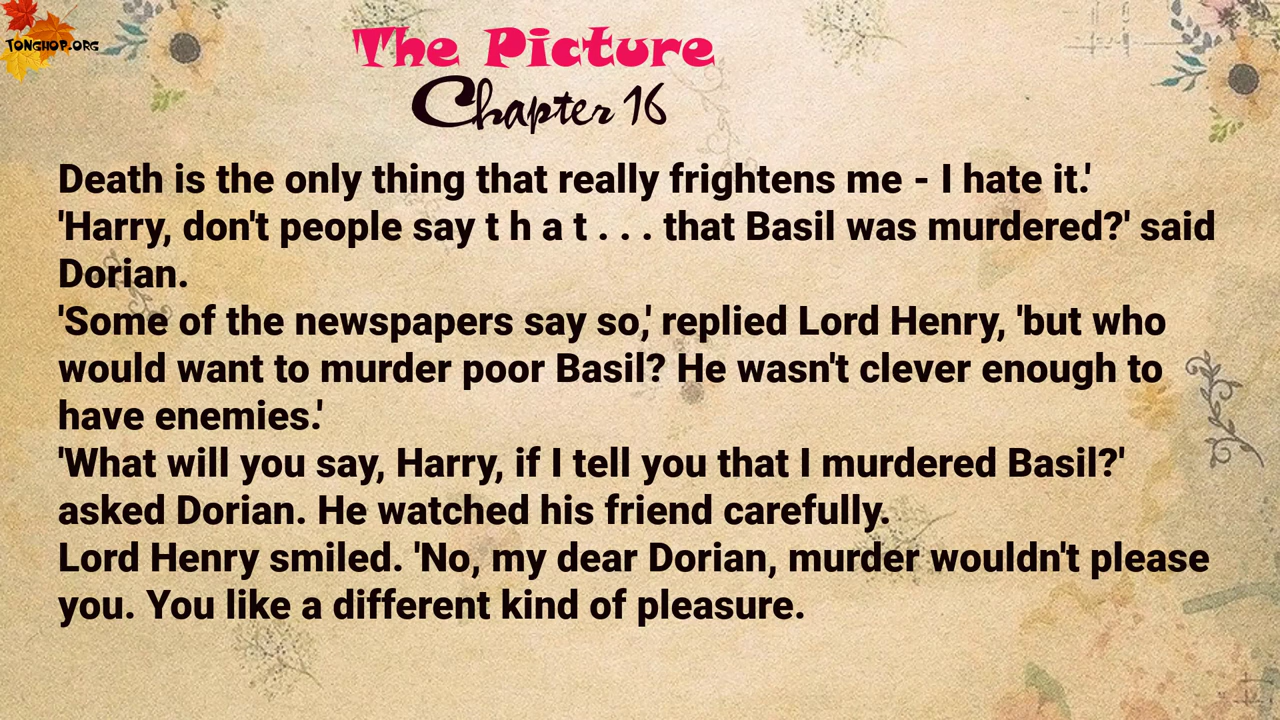 TONGHOP.ORG
The Picture
Chapter 16
Death is the only thing that really frightens me - I hate it.'
'Harry, don't people say t h a t . . . that Basil was murdered?' said
Dorian.
'Some of the newspapers say so,' replied Lord Henry, 'but who
would want to murder poor Basil? He wasn't clever enough to
have enemies.'
'What will you say, Harry, if I tell you that I murdered Basil?'
asked Dorian. He watched his friend carefully.
Lord Henry smiled. 'No, my dear Dorian, murder wouldn't please
you. You like a different kind of pleasure.